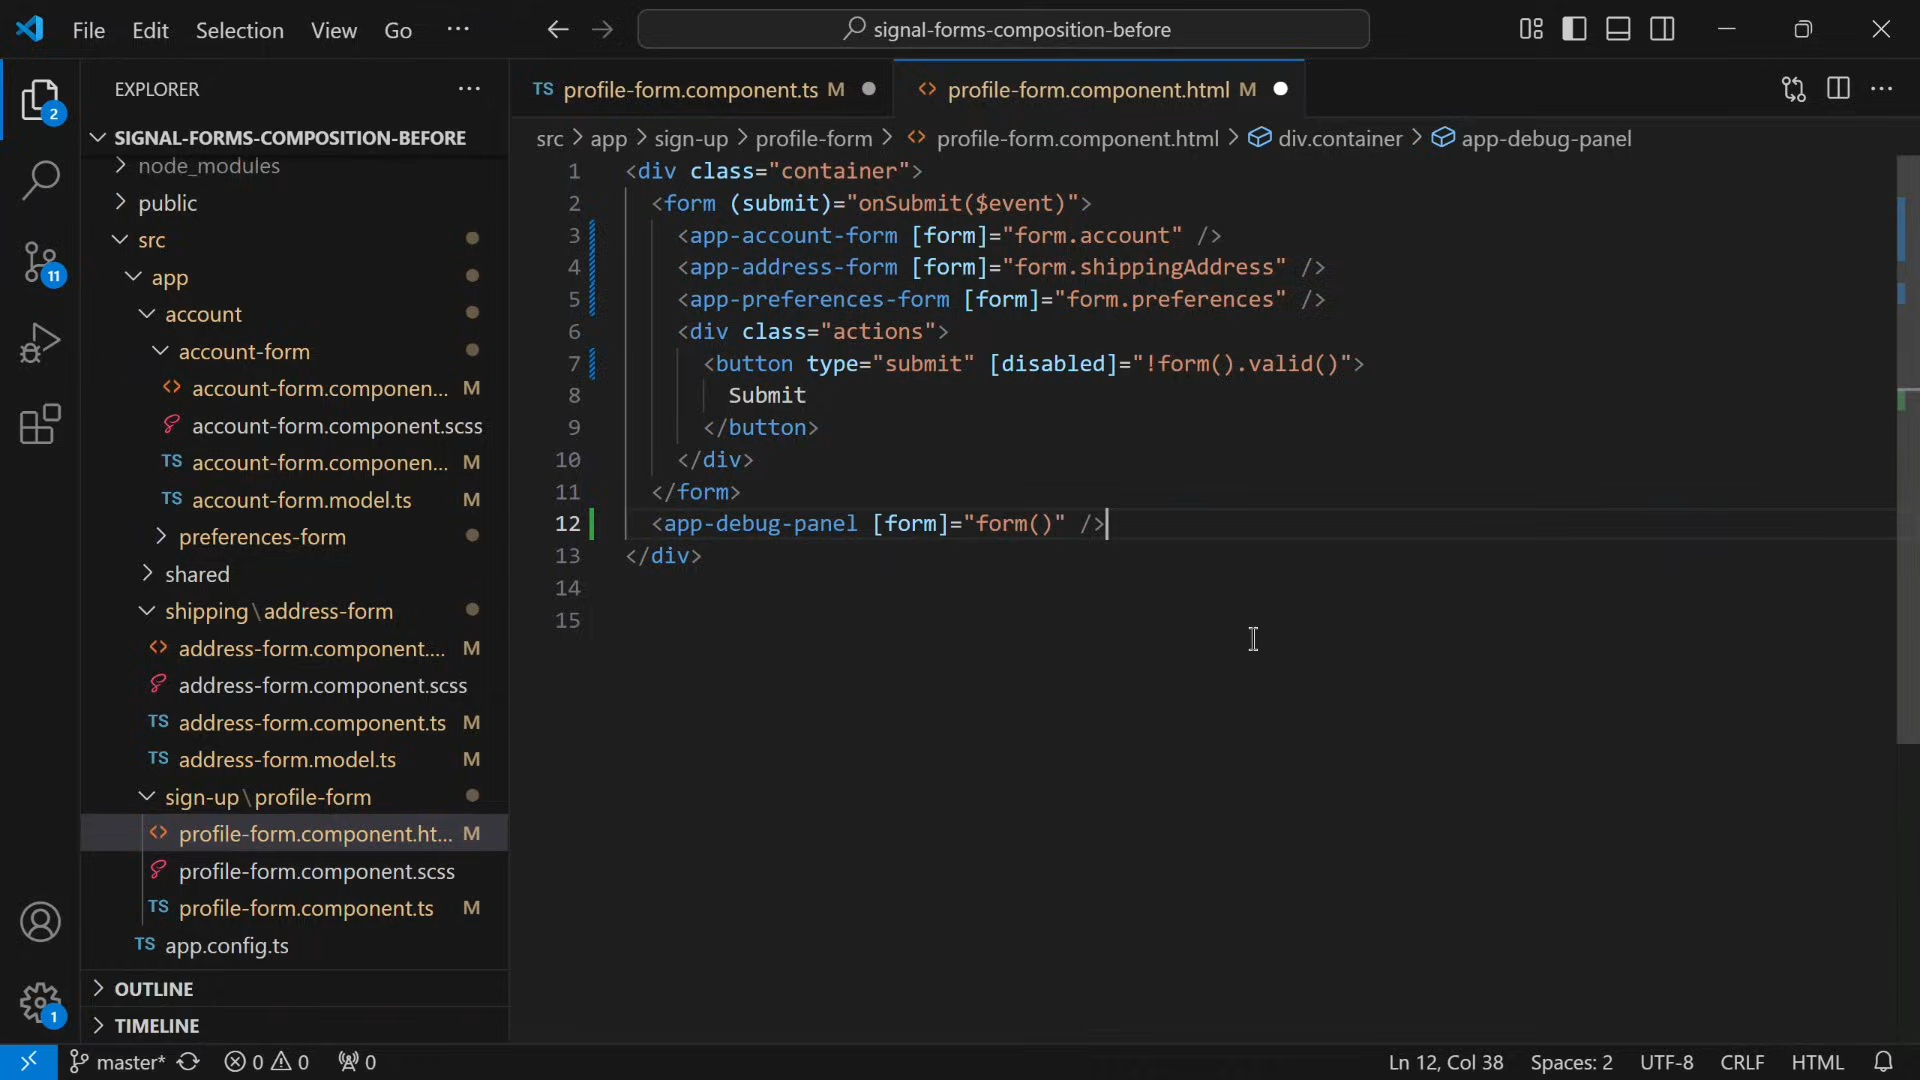 File Edit Selection View Go ··· signal-forms-composition-before
EXPLORER ···
SIGNAL-FORMS-COMPOSITION-BEFORE
node_modules
public
src
app
account
account-form
account-form.componen... M
account-form.component.scss
account-form.componen... M
account-form.model.ts M
preferences-form
shared
shipping\address-form
address-form.component.... M
address-form.component.scss
TS address-form.component.ts M
TS address-form.model.ts M
sign-up\profile-form
profile-form.component.ht... M
profile-form.component.scss
TS profile-form.component.ts M
TS app.config.ts
OUTLINE
TIMELINE
2
11
1
TS profile-form.component.ts M
profile-form.component.html M
src > app > sign-up > profile-form > profile-form.component.html > div.container > app-debug-panel
1 <div class="container">
2 <form (submit)="onSubmit($event)">
3 <app-account-form [form]="form.account" />
4 <app-address-form [form]="form.shippingAddress" />
5 <app-preferences-form [form]="form.preferences" />
6 <div class="actions">
7 <button type="submit" [disabled]="!form().valid()">
8 Submit
9 </button>
10 </div>
11 </form>
12 <app-debug-panel [form]="form()" />
13 </div>
14
15
master* 0 0 0 Ln 12, Col 38 Spaces: 2 UTF-8 CRLF HTML